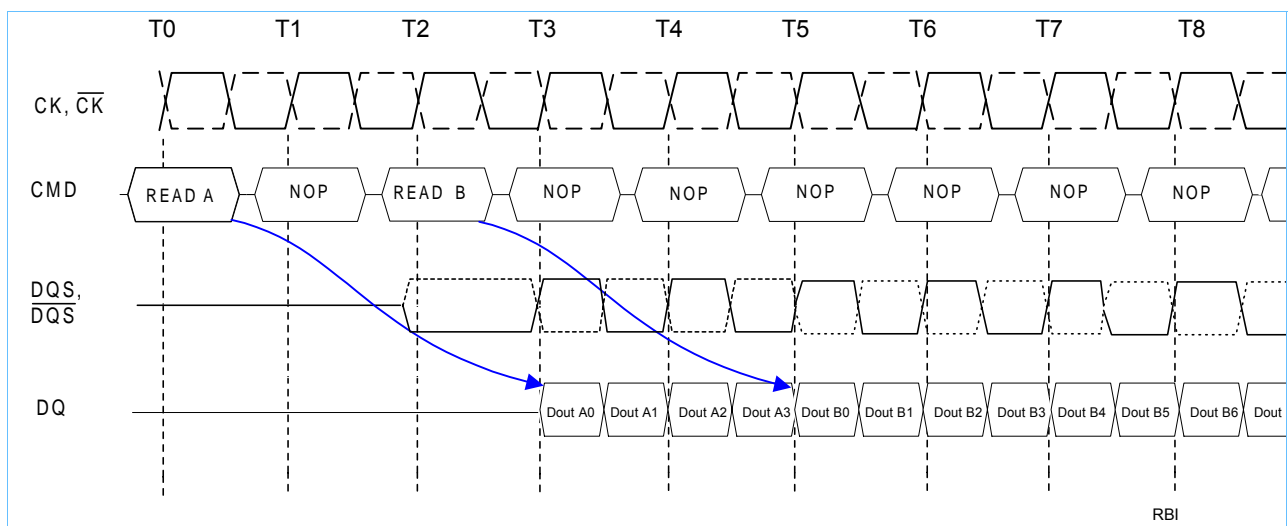 T0 T1 T2 T3 T4 T5 T6 T7 T8
CK, CK
CMD READ A NOP READ B NOP NOP NOP NOP NOP NOP
DQS,
DQS
DQ Dout A0 Dout A1 Dout A2 Dout A3 Dout B0 Dout B1 Dout B2 Dout B3 Dout B4 Dout B5 Dout B6 Dout
RBI